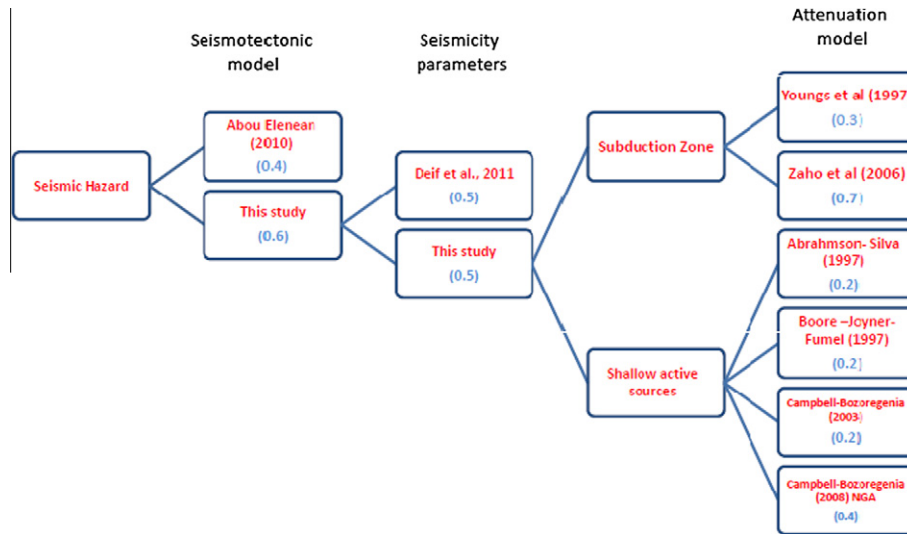 Seismotectonic
model
Seismicity
parameters
Attenuation
model
Seismic Hazard
Abou Elenean
(2010)
(0.4)
This study
(0.6)
Deif et al., 2011
(0.5)
This study
(0.5)
Subduction Zone
Shallow active
sources
Youngs et al (1997
(0.3)
Zaho et al (2006)
(0.7)
Abrahmson- Silva
(1997)
(0.2)
Boore –Joyner-
Fumel (1997)
(0.2)
Campbell-Bozoregenia
(2003)
(0.2)
Campbell-Bozoregenia
(2008) NGA
(0.4)